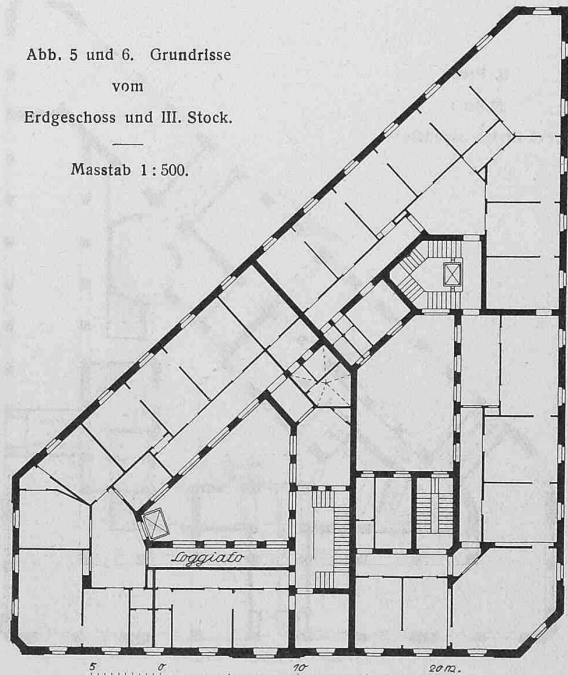 Abb. 5 und 6. Grundrisse
vom
Erdgeschoss und III. Stock.
Masstab 1 : 500.
Loggiato
5 0 10 20 m.